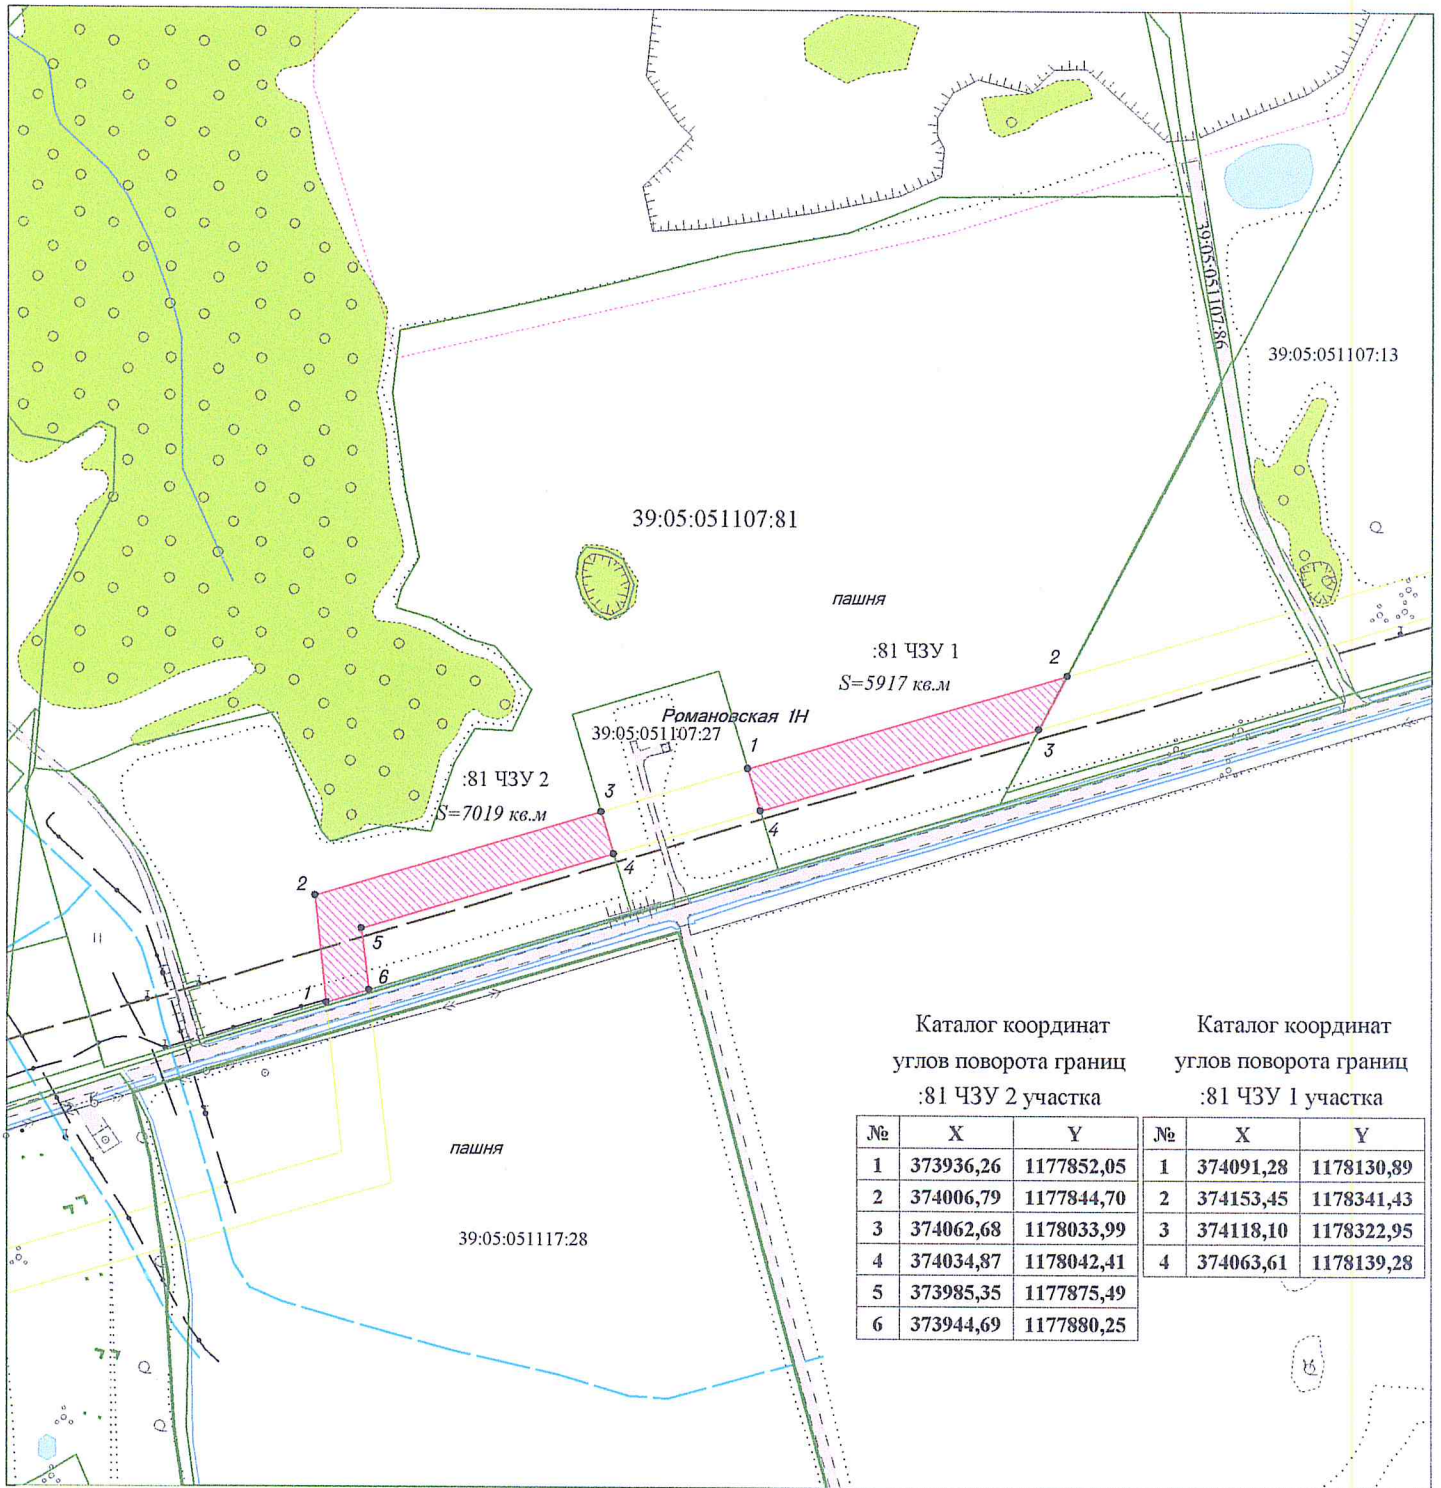 39:05:051107:86
39:05:051107:13
39:05:051107:81
пашня
:81 ЧЗУ 1
S=5917 кв.м
2
Романовская 1Н
39:05:051107:27
1
3
:81 ЧЗУ 2
3
S=7019 кв.м
4
4
2
5
6
1
пашня
39:05:051117:28
Каталог координат
углов поворота границ
:81 ЧЗУ 2 участка
№ X Y
1 373936,26 1177852,05
2 374006,79 1177844,70
3 374062,68 1178033,99
4 374034,87 1178042,41
5 373985,35 1177875,49
6 373944,69 1177880,25
Каталог координат
углов поворота границ
:81 ЧЗУ 1 участка
№ X Y
1 374091,28 1178130,89
2 374153,45 1178341,43
3 374118,10 1178322,95
4 374063,61 1178139,28